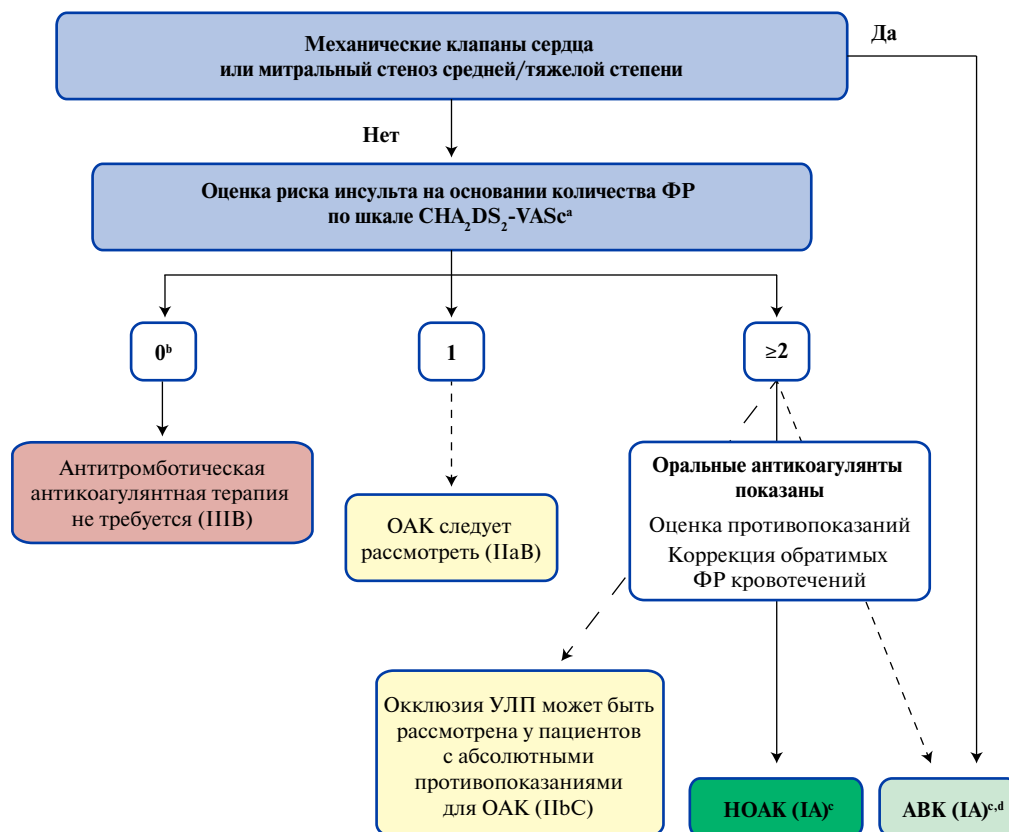 Механические клапаны сердца
или митральный стеноз средней/тяжелой степени
Да
Нет
Оценка риска инсульта на основании количества ФР
по шкале CHA₂DS₂-VAScᵃ
0ᵇ
1
≥2
Антитромботическая
антикоагулянтная терапия
не требуется (IIIB)
ОАК следует
рассмотреть (IIaB)
Оральные антикоагулянты
показаны
Оценка противопоказаний
Коррекция обратимых
ФР кровотечений
Окклюзия УЛП может быть
рассмотрена у пациентов
с абсолютными
противопоказаниями
для ОАК (IIbC)
НОАК (IA)ᶜ
АВК (IA)ᶜ,ᵈ